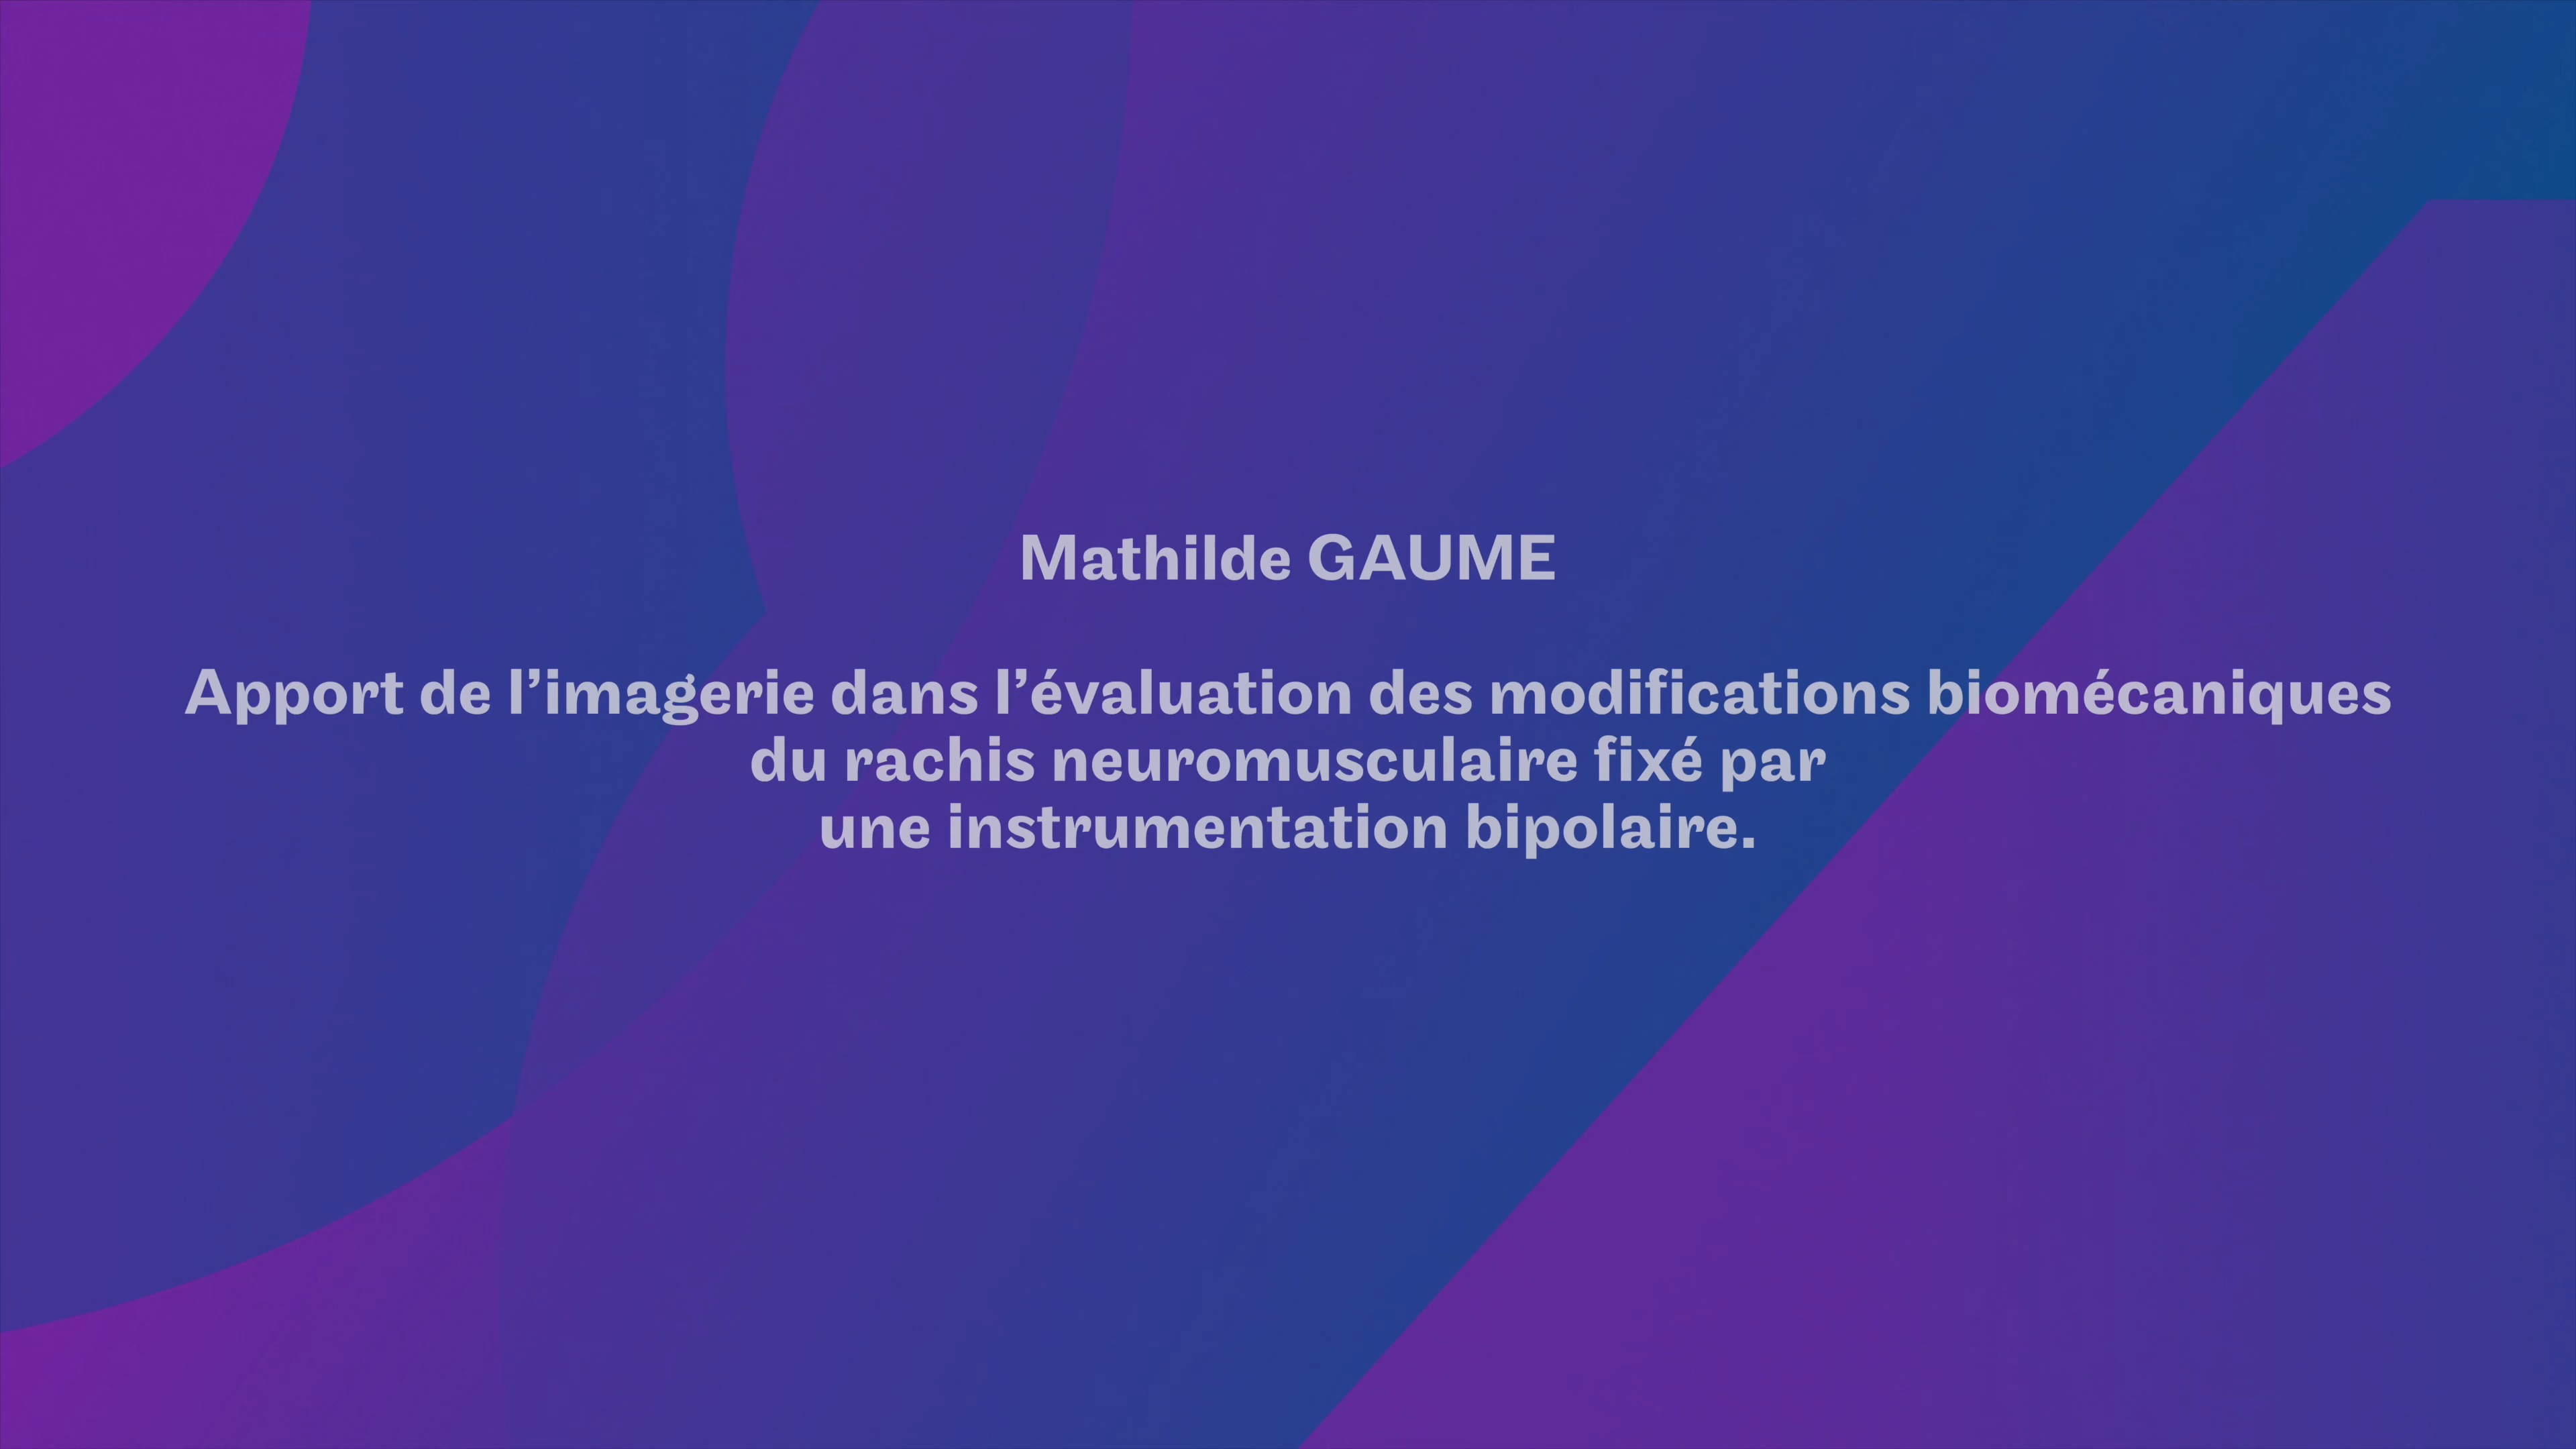 Mathilde GAUME
Apport de l’imagerie dans l’évaluation des modifications biomécaniques
du rachis neuromusculaire fixé par
une instrumentation bipolaire.